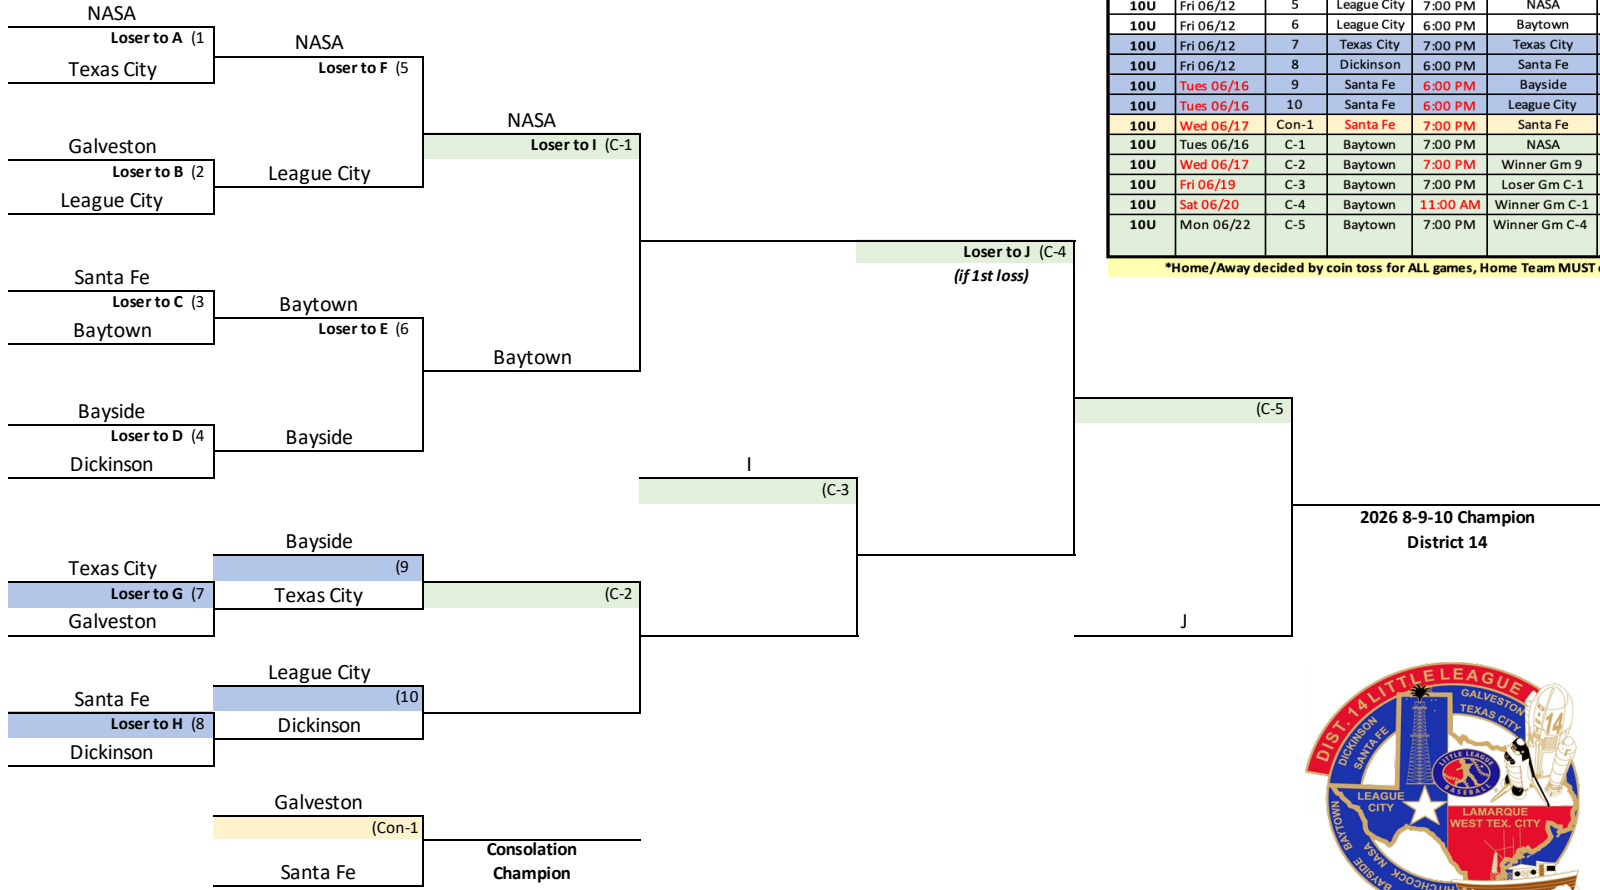 NASA
Loser to A (1
Texas City
NASA
Loser to F (5
Galveston
Loser to B (2
League City
League City
NASA
Loser to I (C-1
Santa Fe
Loser to C (3
Baytown
Baytown
Loser to E (6
Baytown
Bayside
Loser to D (4
Dickinson
Bayside
Loser to J (C-4
(if 1st loss)
(C-5
I
(C-3
2026 8-9-10 Champion
District 14
Texas City
Loser to G (7
Galveston
Bayside
(9
Texas City
(C-2
J
Santa Fe
Loser to H (8
Dickinson
League City
(10
Dickinson
Galveston
(Con-1
Santa Fe
Consolation
Champion
10U Fri 06/12 5 League City 7:00 PM NASA
10U Fri 06/12 6 League City 6:00 PM Baytown
10U Fri 06/12 7 Texas City 7:00 PM Texas City
10U Fri 06/12 8 Dickinson 6:00 PM Santa Fe
10U Tues 06/16 9 Santa Fe 6:00 PM Bayside
10U Tues 06/16 10 Santa Fe 6:00 PM League City
10U Wed 06/17 Con-1 Santa Fe 7:00 PM Santa Fe
10U Tues 06/16 C-1 Baytown 7:00 PM NASA
10U Wed 06/17 C-2 Baytown 7:00 PM Winner Gm 9
10U Fri 06/19 C-3 Baytown 7:00 PM Loser Gm C-1
10U Sat 06/20 C-4 Baytown 11:00 AM Winner Gm C-1
10U Mon 06/22 C-5 Baytown 7:00 PM Winner Gm C-4
*Home/Away decided by coin toss for ALL games, Home Team MUST
DIST. 14 LITTLE LEAGUE
GALVESTON
TEXAS CITY
DICKINSON
SANTA FE
14
LITTLE LEAGUE
BASEBALL
LEAGUE
CITY
LAMARQUE
WEST TEX. CITY
BAYSIDE BAYTOWN
NASA
HITCHCOCK